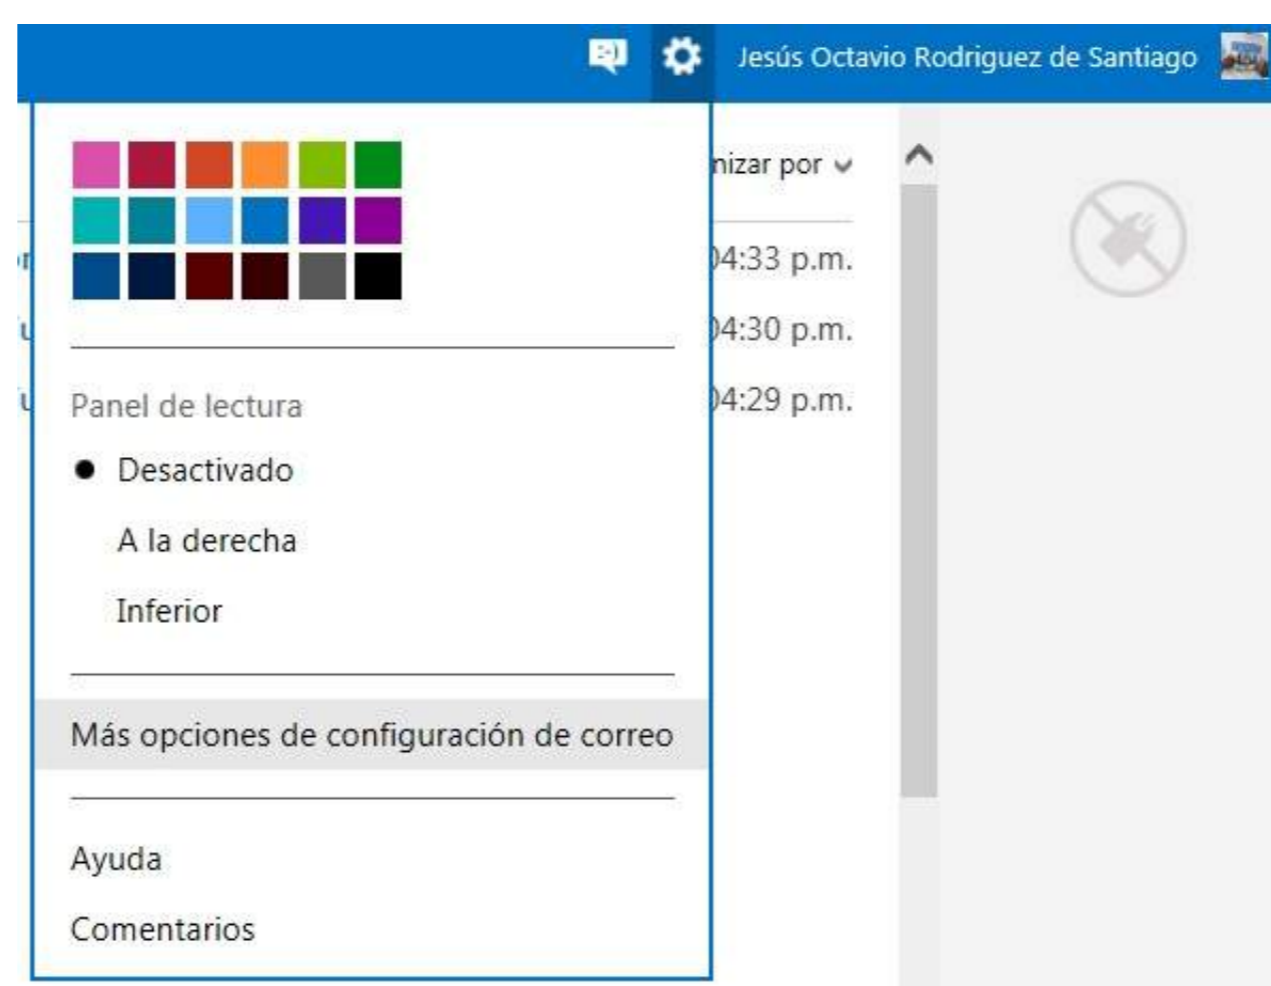 Jesús Octavio Rodriguez de Santiago
nizar por
04:33 p.m.
04:30 p.m.
04:29 p.m.
Panel de lectura
Desactivado
A la derecha
Inferior
Más opciones de configuración de correo
Ayuda
Comentarios